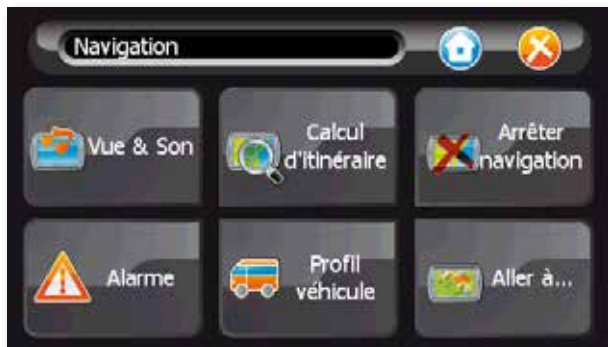 Navigation
Vue & Son
Calcul
d'itinéraire
Arrêter
navigation
Alarme
Profil
véhicule
Aller à...